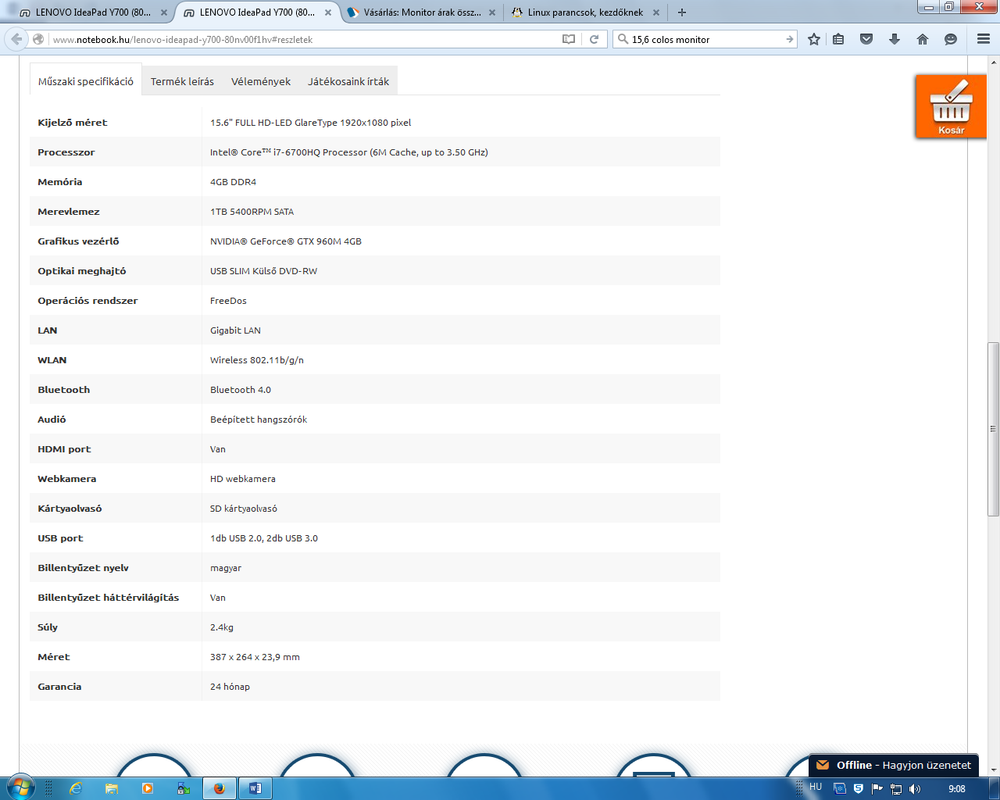 LENOVO IdeaPad Y700 (80...
LENOVO IdeaPad Y700 (80...
Vásárlás: Monitor árak össz...
Linux parancsok, kezdőknek
www.notebook.hu/lenovo-ideapad-y700-80nv00f1hv#reszletek
15,6 colos monitor
Műszaki specifikáció
Termék leírás
Vélemények
Játékosaink írták
Kosár
Kijelző méret 15.6" FULL HD-LED GlareType 1920x1080 pixel
Processzor Intel® Core™ i7-6700HQ Processor (6M Cache, up to 3.50 GHz)
Memória 4GB DDR4
Merevlemez 1TB 5400RPM SATA
Grafikus vezérlő NVIDIA® GeForce® GTX 960M 4GB
Optikai meghajtó USB SLIM Külső DVD-RW
Operációs rendszer FreeDos
LAN Gigabit LAN
WLAN Wireless 802.11b/g/n
Bluetooth Bluetooth 4.0
Audió Beépített hangszórók
HDMI port Van
Webkamera HD webkamera
Kártyaolvasó SD kártyaolvasó
USB port 1db USB 2.0, 2db USB 3.0
Billentyűzet nyelv magyar
Billentyűzet háttérvilágítás Van
Súly 2.4kg
Méret 387 x 264 x 23,9 mm
Garancia 24 hónap
Offline - Hagyjon üzenetet
HU
9:08